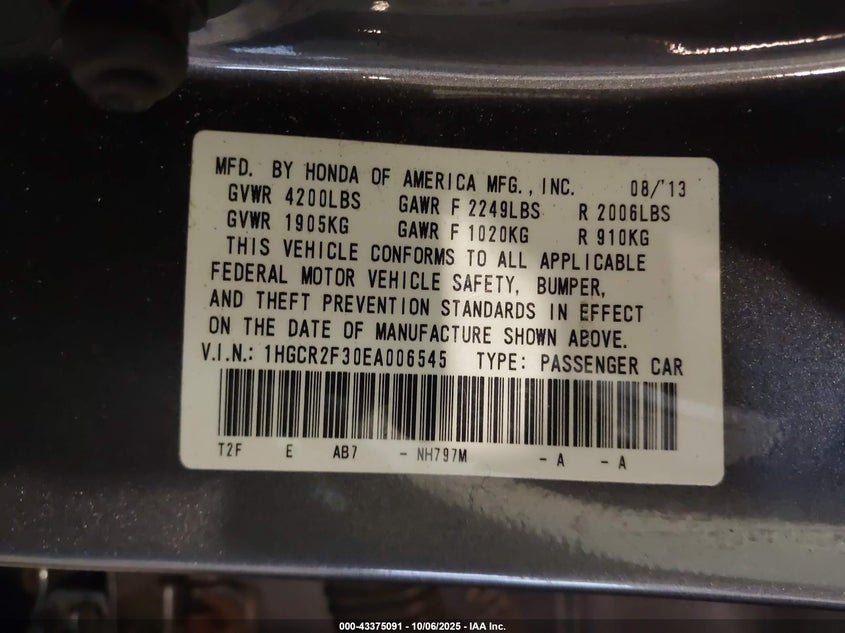 MFD. BY HONDA OF AMERICA MFG., INC. 08/'13
GVWR 4200LBS GAWR F 2249LBS R 2006LBS
GVWR 1905KG GAWR F 1020KG R 910KG
THIS VEHICLE CONFORMS TO ALL APPLICABLE
FEDERAL MOTOR VEHICLE SAFETY, BUMPER,
AND THEFT PREVENTION STANDARDS IN EFFECT
ON THE DATE OF MANUFACTURE SHOWN ABOVE.
V.I.N.: 1HGCR2F30EA006545 TYPE: PASSENGER CAR
T2F E AB7 - NH797M - A - A
000-43375091 - 10/06/2025 - IAA Inc.